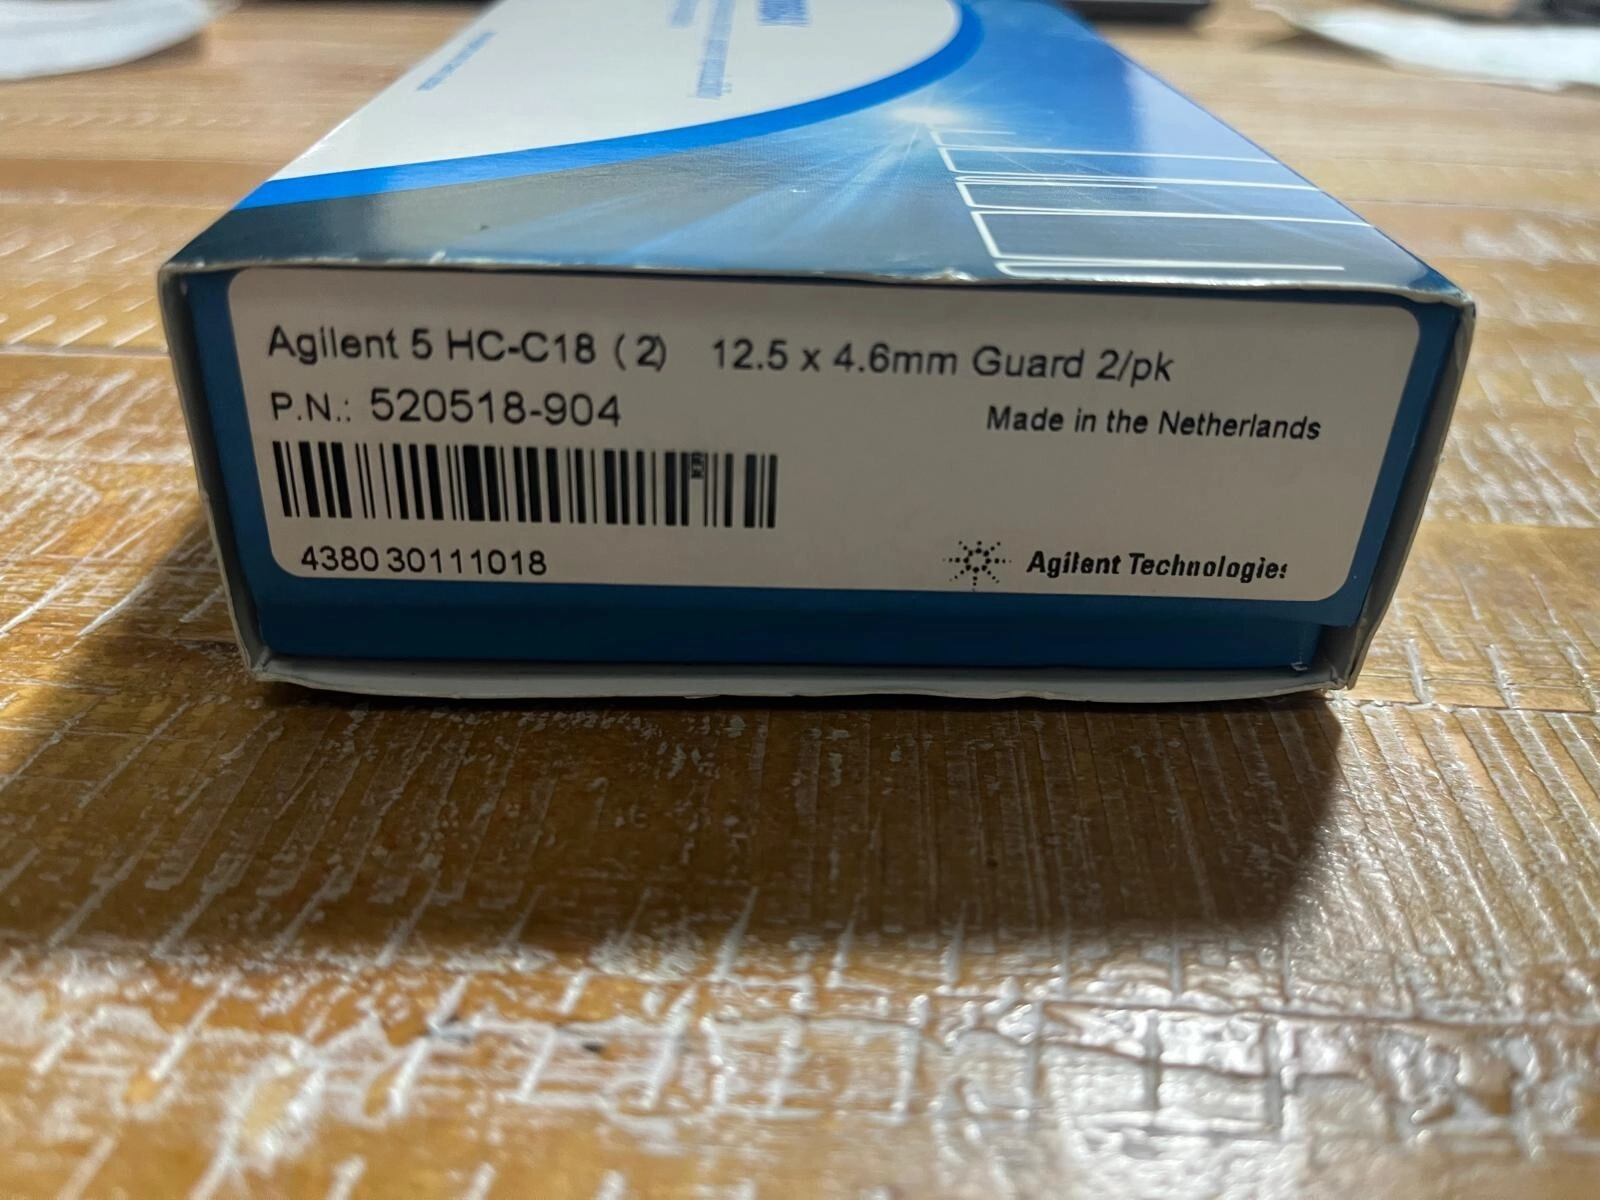 Agilent 5 HC-C18 (2) 12.5 x 4.6mm Guard 2/pk
P.N.: 520518-904
Made in the Netherlands
4380 30111018
Agilent Technologies